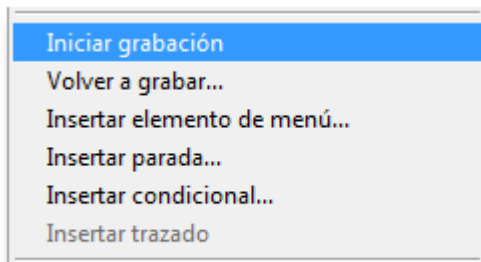 Iniciar grabación
Volver a grabar...
Insertar elemento de menú...
Insertar parada...
Insertar condicional...
Insertar trazado